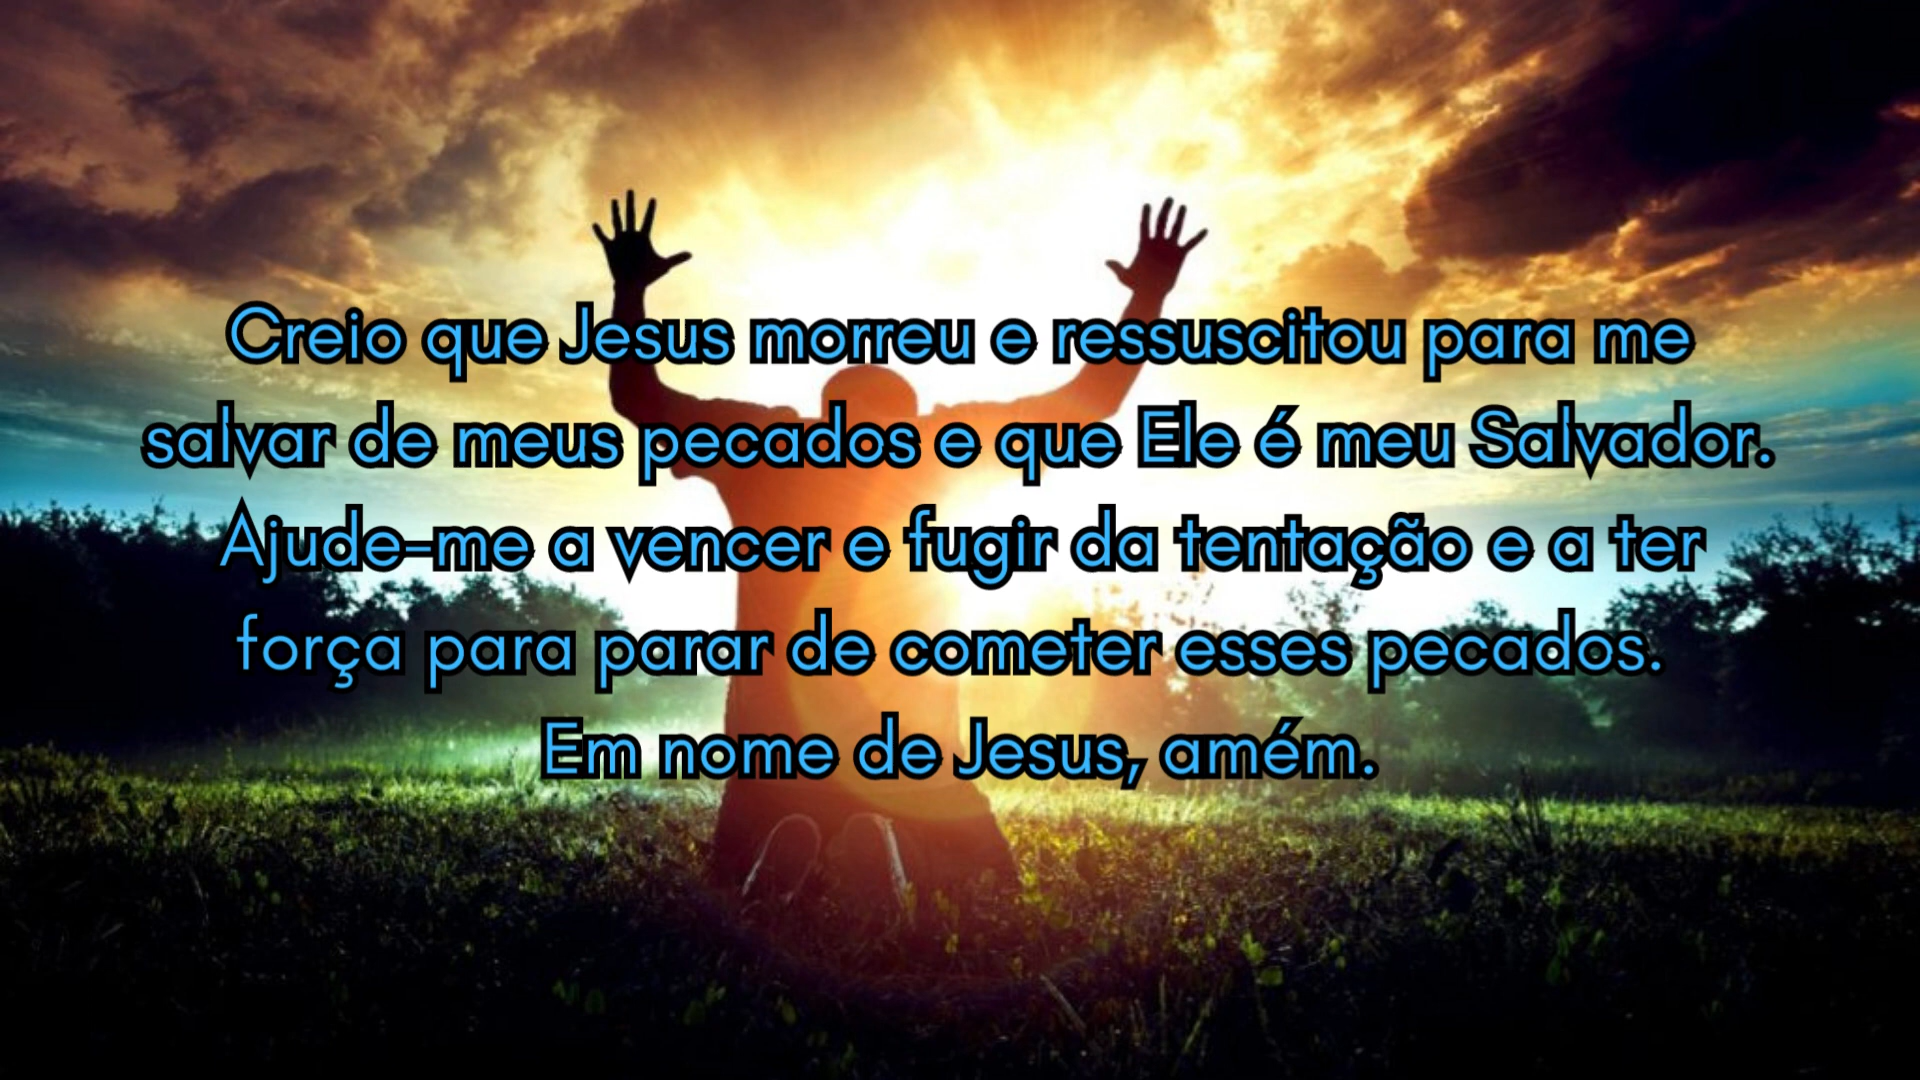 Creio que Jesus morreu e ressuscitou para me
salvar de meus pecados e que Ele é meu Salvador.
Ajude-me a vencer e fugir da tentação e a ter
força para parar de cometer esses pecados.
Em nome de Jesus, amém.